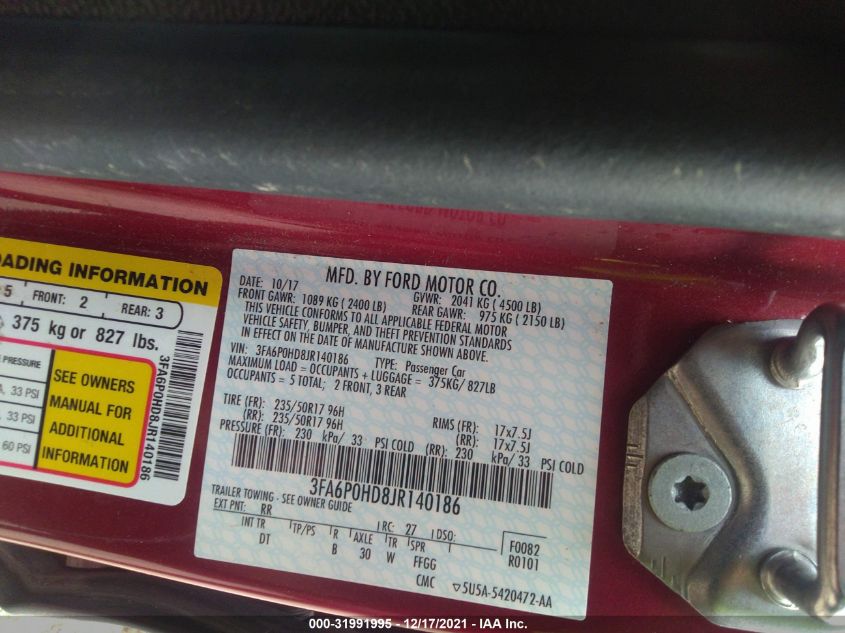 OADING INFORMATION
5 FRONT: 2 REAR: 3
375 kg or 827 lbs.
PRESSURE
33 PSI
33 PSI
60 PSI
SEE OWNERS
MANUAL FOR
ADDITIONAL
INFORMATION
3FA6P0HD8JR140186
MFD. BY FORD MOTOR CO.
DATE: 10/17 GVWR: 2041 KG ( 4500 LB)
FRONT GAWR: 1089 KG ( 2400 LB) REAR GAWR: 975 KG ( 2150 LB)
THIS VEHICLE CONFORMS TO ALL APPLICABLE FEDERAL MOTOR
VEHICLE SAFETY, BUMPER, AND THEFT PREVENTION STANDARDS
IN EFFECT ON THE DATE OF MANUFACTURE SHOWN ABOVE.
VIN: 3FA6P0HD8JR140186 TYPE: Passenger Car
MAXIMUM LOAD = OCCUPANTS + LUGGAGE = 375KG/ 827LB
OCCUPANTS = 5 TOTAL: 2 FRONT, 3 REAR
TIRE (FR): 235/50R17 96H RIMS (FR): 17x7.5J
(RR): 235/50R17 96H (RR): 17x7.5J
PRESSURE (FR): 230 kPa/ 33 PSI COLD (RR): 230 kPa/ 33 PSI COLD
3FA6P0HD8JR140186
TRAILER TOWING - SEE OWNER GUIDE
EXT PNT: RR RC: 27 DSO: F0082
R0101
INT TR TP/PS R AXLE TR SPR
DT B 30 W FFGG
CMC ▽5U5A-5420472-AA
000-31991995 - 12/17/2021 - IAA Inc.